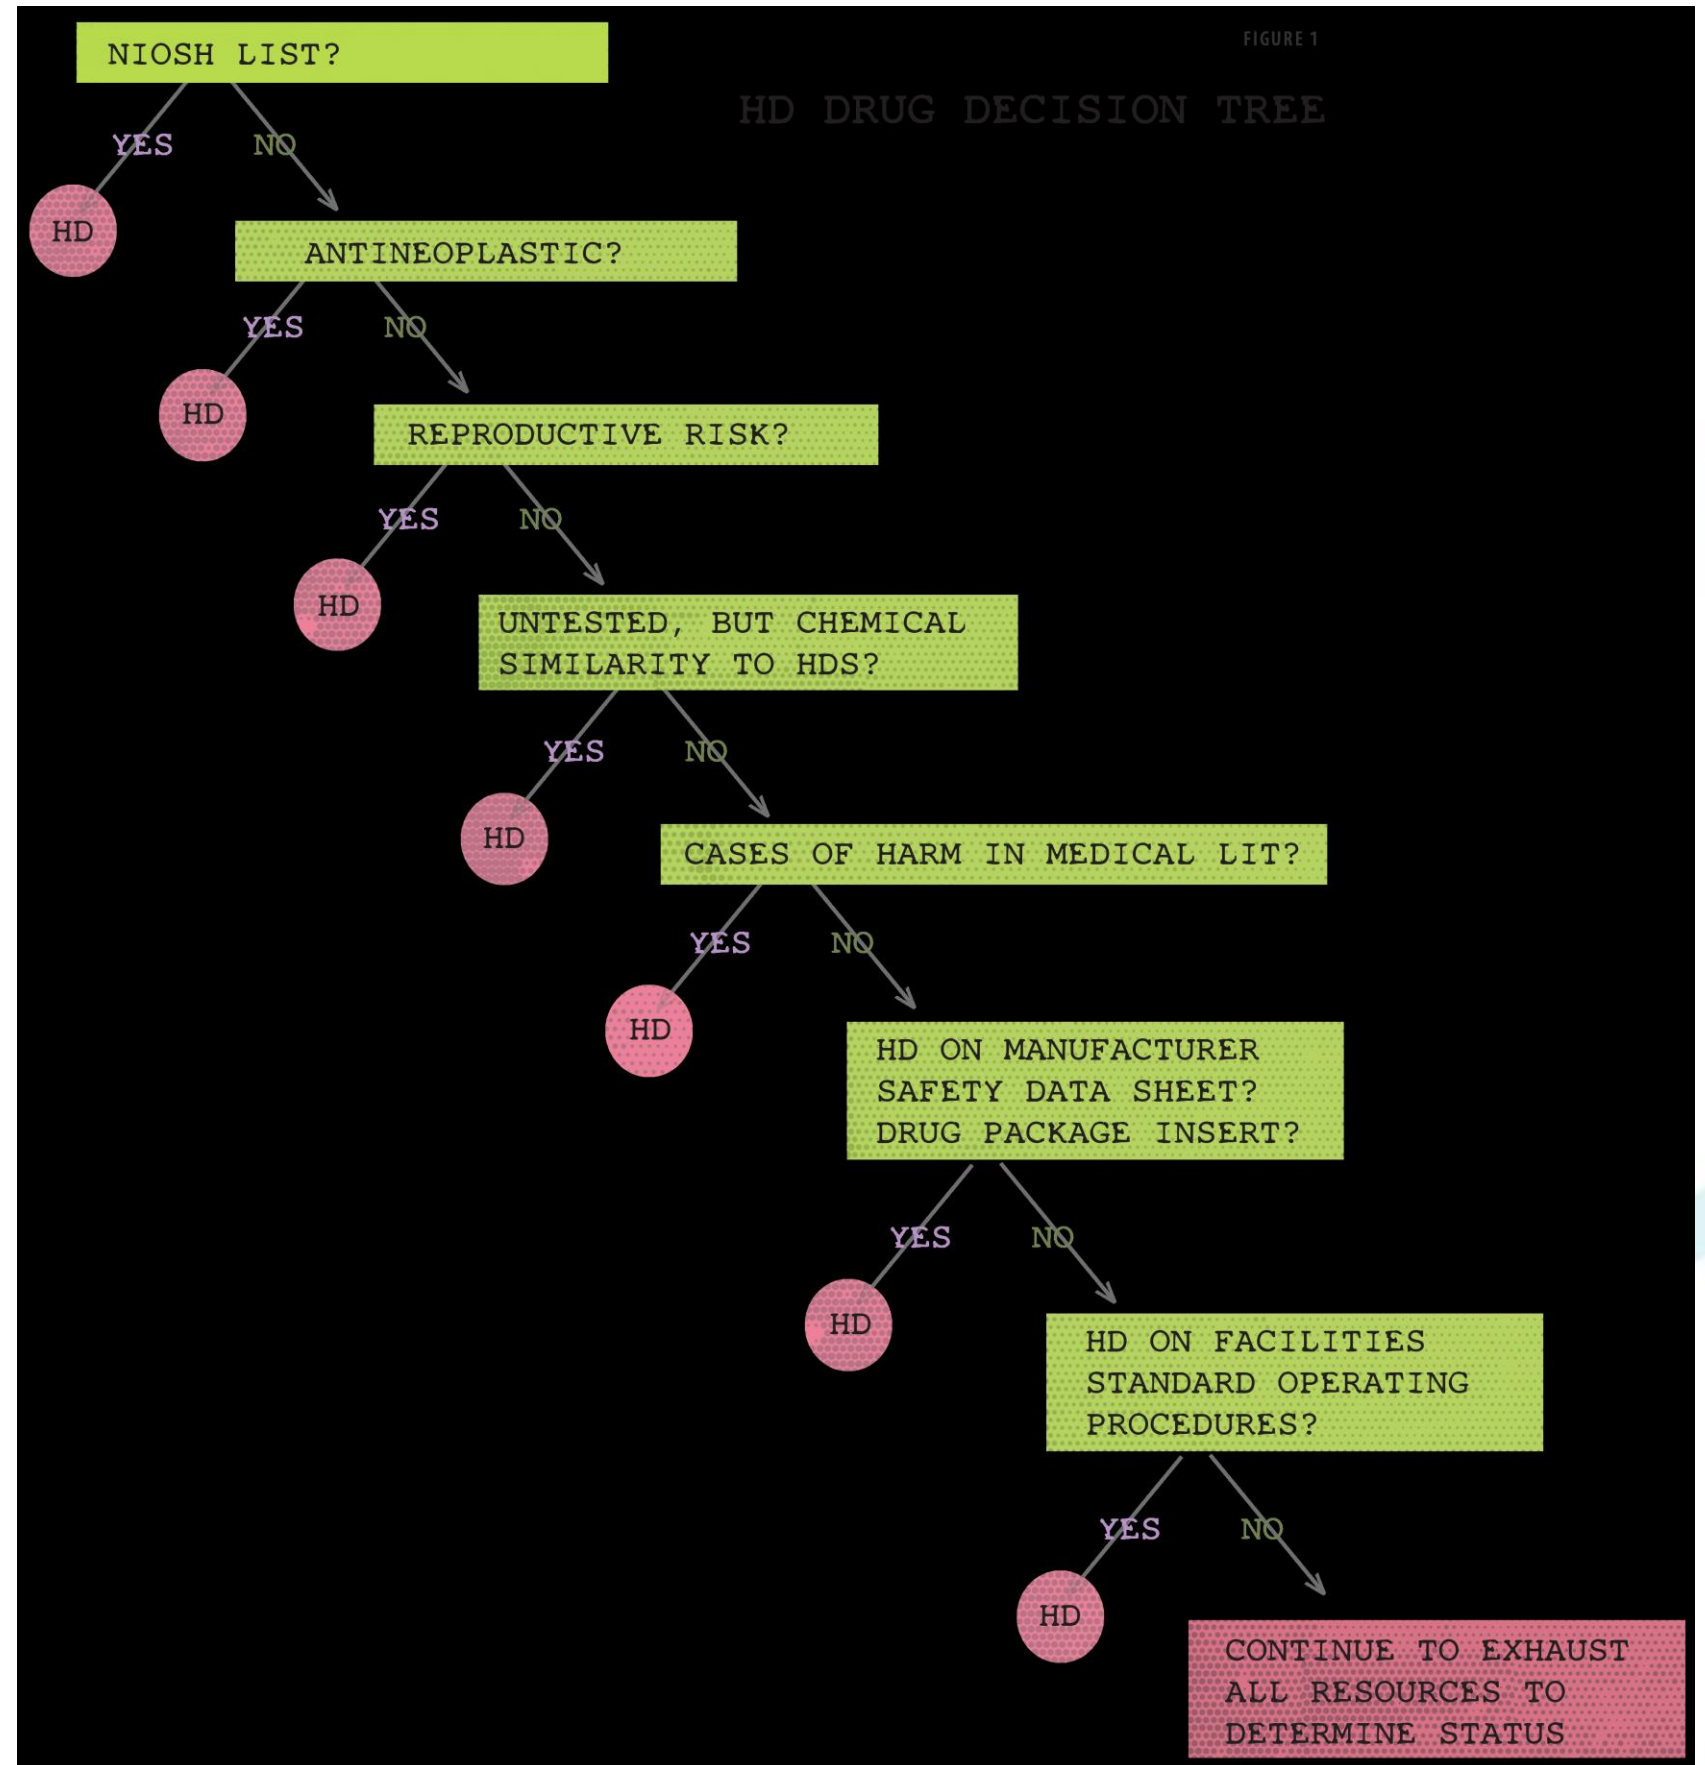 FIGURE 1
HD DRUG DECISION TREE
NIOSH LIST?
YES
NO
HD
ANTINEOPLASTIC?
YES
NO
HD
REPRODUCTIVE RISK?
YES
NO
HD
UNTESTED, BUT CHEMICAL
SIMILARITY TO HDS?
YES
NO
HD
CASES OF HARM IN MEDICAL LIT?
YES
NO
HD
HD ON MANUFACTURER
SAFETY DATA SHEET?
DRUG PACKAGE INSERT?
YES
NO
HD
HD ON FACILITIES
STANDARD OPERATING
PROCEDURES?
YES
NO
HD
CONTINUE TO EXHAUST
ALL RESOURCES TO
DETERMINE STATUS